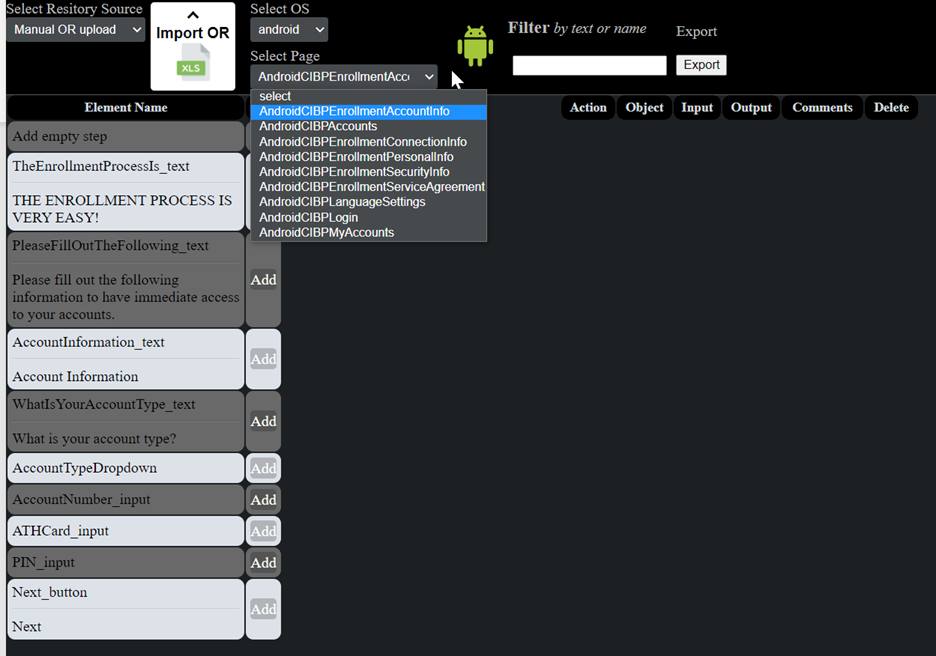 Select Resitory Source
Manual OR upload
Import OR
XLS
Select OS
android
Select Page
AndroidCIBPEnrollmentAcc
Filter by text or name
Export
Export
select
AndroidCIBPEnrollmentAccountInfo
AndroidCIBPAccounts
AndroidCIBPEnrollmentConnectionInfo
AndroidCIBPEnrollmentPersonalInfo
AndroidCIBPEnrollmentSecurityInfo
AndroidCIBPEnrollmentServiceAgreement
AndroidCIBPLanguageSettings
AndroidCIBPLogin
AndroidCIBPMyAccounts
Element Name
Action
Object
Input
Output
Comments
Delete
Add empty step
TheEnrollmentProcessIs_text
THE ENROLLMENT PROCESS IS
VERY EASY!
PleaseFillOutTheFollowing_text
Please fill out the following
information to have immediate access
to your accounts.
Add
AccountInformation_text
Account Information
Add
WhatIsYourAccountType_text
What is your account type?
Add
AccountTypeDropdown
Add
AccountNumber_input
Add
ATHCard_input
Add
PIN_input
Add
Next_button
Next
Add